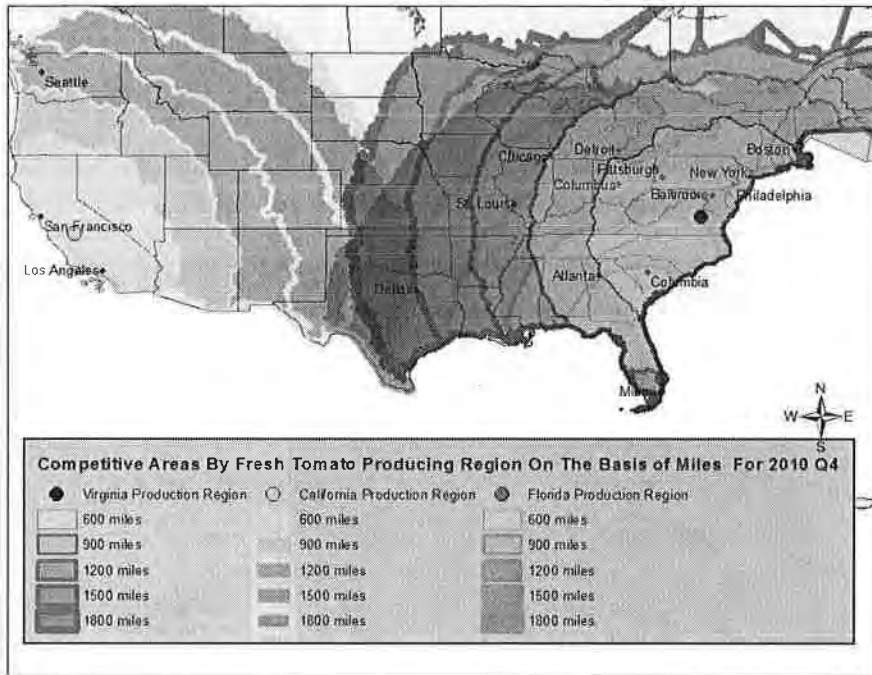 Seattle
Chicago
Detroit
Boston
Pittsburgh
New York
Columbus
Baltimore
Philadelphia
St. Louis
San Francisco
Los Angeles
Dallas
Atlanta
Columbia
N
W E
S
Competitive Areas By Fresh Tomato Producing Region On The Basis of Miles For 2010 Q4
Virginia Production Region California Production Region Florida Production Region
600 miles 600 miles 600 miles
900 miles 900 miles 900 miles
1200 miles 1200 miles 1200 miles
1500 miles 1500 miles 1500 miles
1800 miles 1800 miles 1800 miles